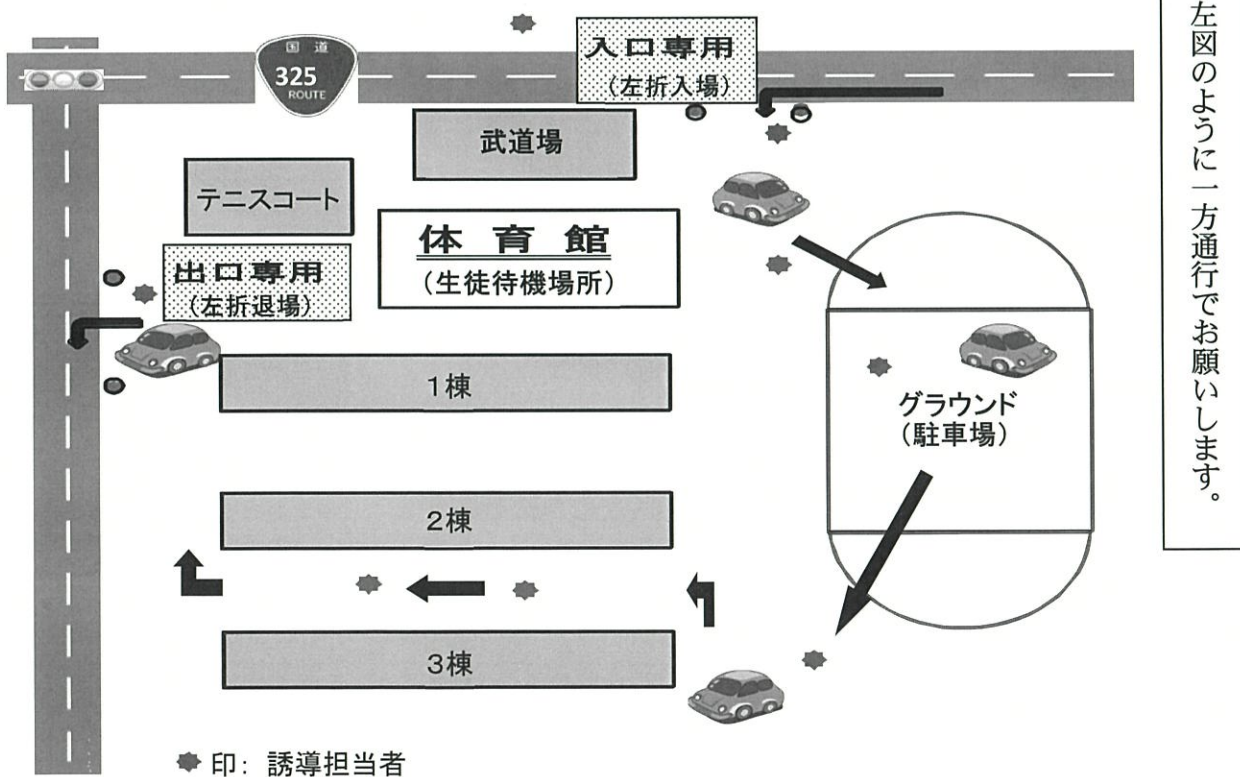 左図のように一方通行でお願いします。
国道
325
ROUTE
入口専用
(左折入場)
武道場
テニスコート
体育館
(生徒待機場所)
出口専用
(左折退場)
1棟
グラウンド
(駐車場)
2棟
3棟
印: 誘導担当者